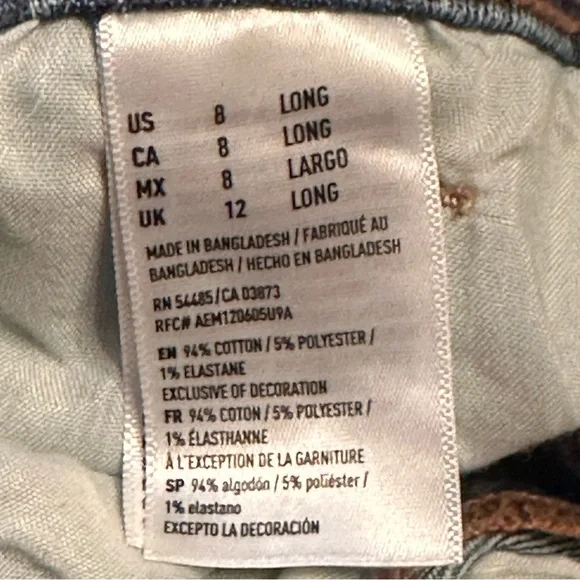 US 8 LONG
CA 8 LONG
MX 8 LARGO
UK 12 LONG
MADE IN BANGLADESH / FABRIQUÉ AU
BANGLADESH / HECHO EN BANGLADESH
RN 54485/CA 03873
RFC# AEM120605U9A
EN 94% COTTON / 5% POLYESTER /
1% ELASTANE
EXCLUSIVE OF DECORATION
FR 94% COTON / 5% POLYESTER /
1% ÉLASTHANNE
À L'EXCEPTION DE LA GARNITURE
SP 94% algodón / 5% poliéster /
1% elastano
EXCEPTO LA DECORACIÓN